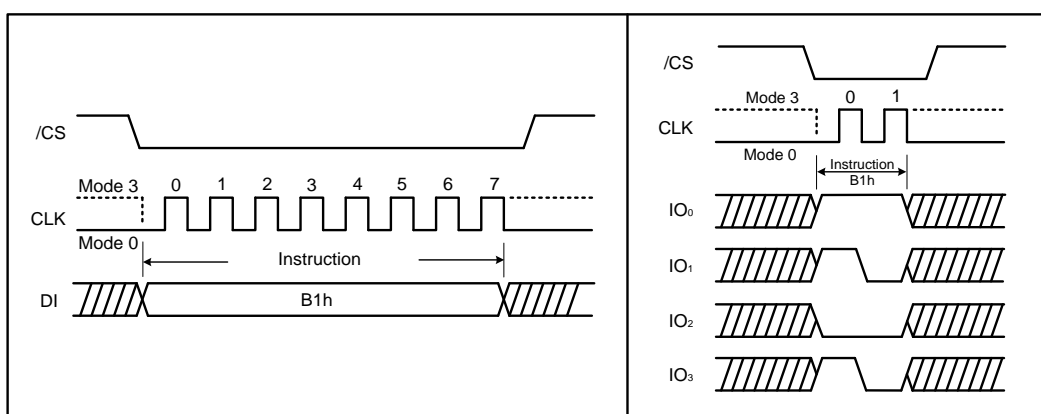 /CS
Mode 3
0 1 2 3 4 5 6 7
CLK
Mode 0
Instruction
DI
B1h
/CS
Mode 3
0 1
CLK
Mode 0
Instruction
B1h
IO₀
IO₁
IO₂
IO₃